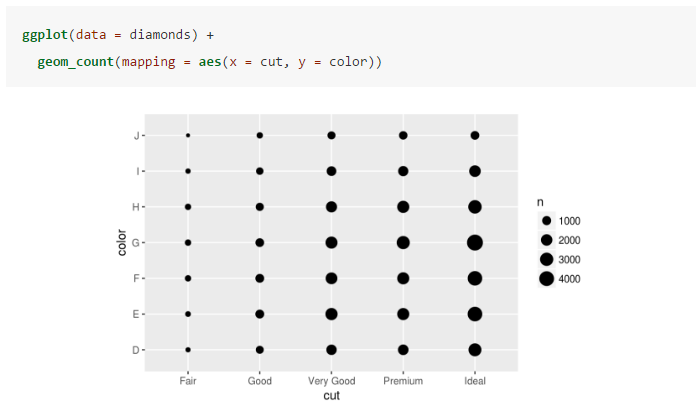 ggplot(data = diamonds) +
  geom_count(mapping = aes(x = cut, y = color))
J
I
H
G
F
E
D
color
Fair Good Very Good Premium Ideal
cut
n
1000
2000
3000
4000